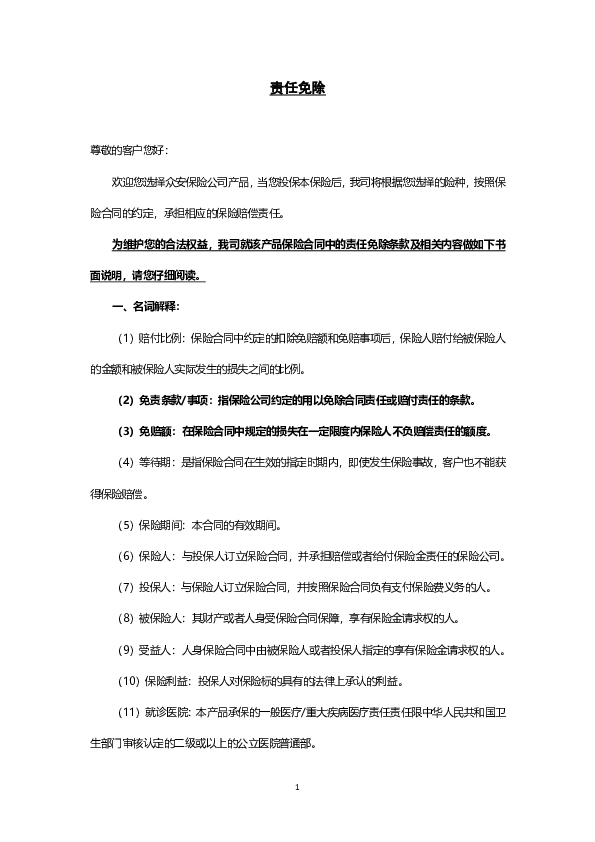 责任免除
尊敬的客户您好：
欢迎您选择众安保险公司产品，当您投保本保险后，我司将根据您选择的险种，按照保
险合同的约定，承担相应的保险赔偿责任。
为维护您的合法权益，我司就该产品保险合同中的责任免除条款及相关内容做如下书
面说明，请您仔细阅读。
一、名词解释：
（1）赔付比例：保险合同中约定的扣除免赔额和免赔事项后，保险人赔付给被保险人
的金额和被保险人实际发生的损失之间的比例。
（2）免责条款/事项：指保险公司约定的用以免除合同责任或赔付责任的条款。
（3）免赔额：在保险合同中规定的损失在一定限度内保险人不负赔偿责任的额度。
（4）等待期：是指保险合同在生效的指定时期内，即使发生保险事故，客户也不能获
得保险赔偿。
（5）保险期间：本合同的有效期间。
（6）保险人：与投保人订立保险合同，并承担赔偿或者给付保险金责任的保险公司。
（7）投保人：与保险人订立保险合同，并按照保险合同负有支付保险费义务的人。
（8）被保险人：其财产或者人身受保险合同保障，享有保险金请求权的人。
（9）受益人：人身保险合同中由被保险人或者投保人指定的享有保险金请求权的人。
（10）保险利益：投保人对保险标的具有的法律上承认的利益。
（11）就诊医院：本产品承保的一般医疗/重大疾病医疗责任责任限中华人民共和国卫
生部门审核认定的二级或以上的公立医院普通部。
1